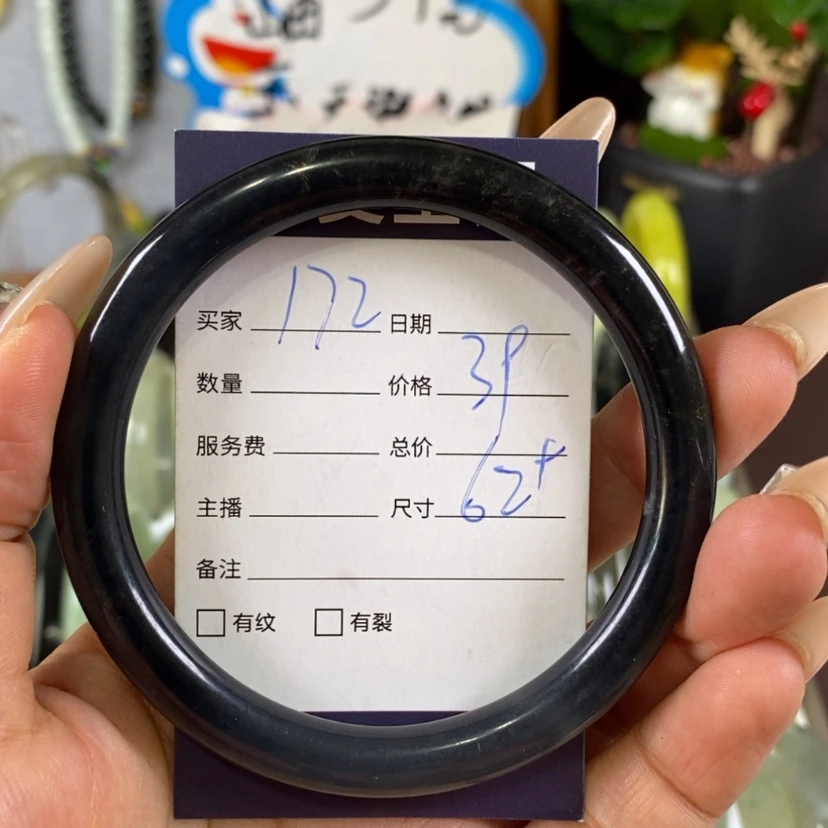 买家 172 日期
数量 价格 39
服务费 总价
主播 尺寸 62+
备注
有纹 有裂